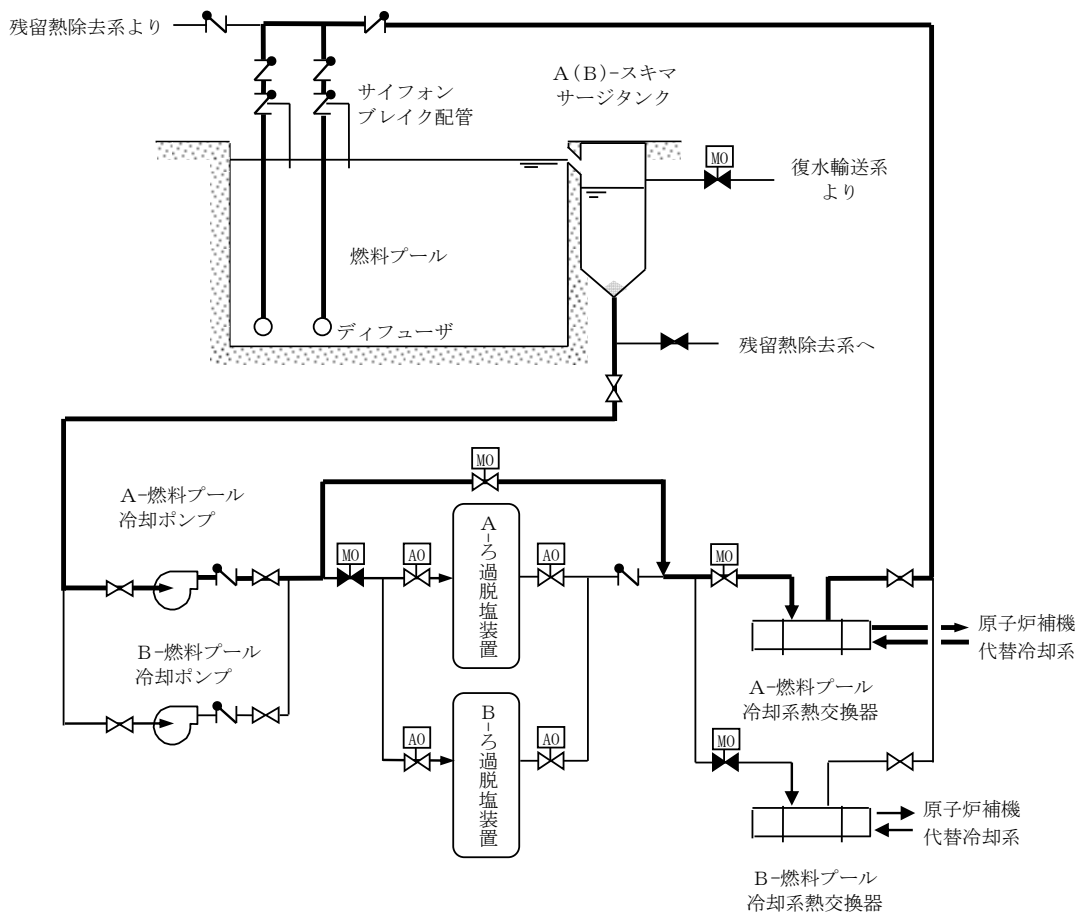 残留熱除去系より
サイフォン
ブレイク配管
A(B)-スキマ
サージタンク
MO
復水輸送系
より
燃料プール
ディフューザ
残留熱除去系へ
MO
A-燃料プール
冷却ポンプ
MO
AO
A-ろ過脱塩装置
AO
MO
原子炉補機
代替冷却系
B-燃料プール
冷却ポンプ
A-燃料プール
冷却系熱交換器
AO
B-ろ過脱塩装置
AO
MO
原子炉補機
代替冷却系
B-燃料プール
冷却系熱交換器